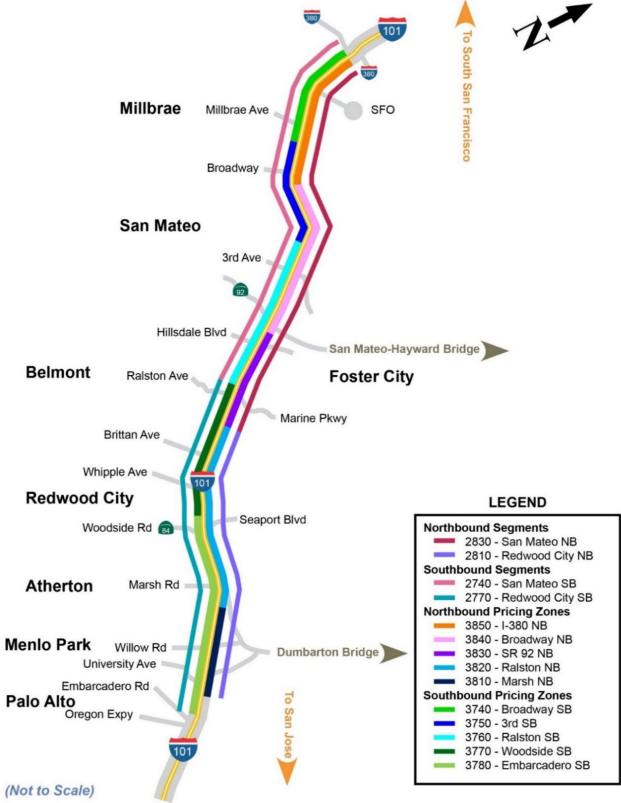 380
101
N
To South San Francisco
380
Millbrae
Millbrae Ave
SFO
Broadway
San Mateo
3rd Ave
92
Hillsdale Blvd
San Mateo-Hayward Bridge
Belmont
Ralston Ave
Foster City
Marine Pkwy
Brittan Ave
Whipple Ave
101
Redwood City
Woodside Rd
84
Seaport Blvd
Atherton
Marsh Rd
Menlo Park
Willow Rd
Dumbarton Bridge
University Ave
Embarcadero Rd
Palo Alto
Oregon Expy
To San Jose
101
(Not to Scale)
LEGEND
Northbound Segments
2830 - San Mateo NB
2810 - Redwood City NB
Southbound Segments
2740 - San Mateo SB
2770 - Redwood City SB
Northbound Pricing Zones
3850 - I-380 NB
3840 - Broadway NB
3830 - SR 92 NB
3820 - Ralston NB
3810 - Marsh NB
Southbound Pricing Zones
3740 - Broadway SB
3750 - 3rd SB
3760 - Ralston SB
3770 - Woodside SB
3780 - Embarcadero SB